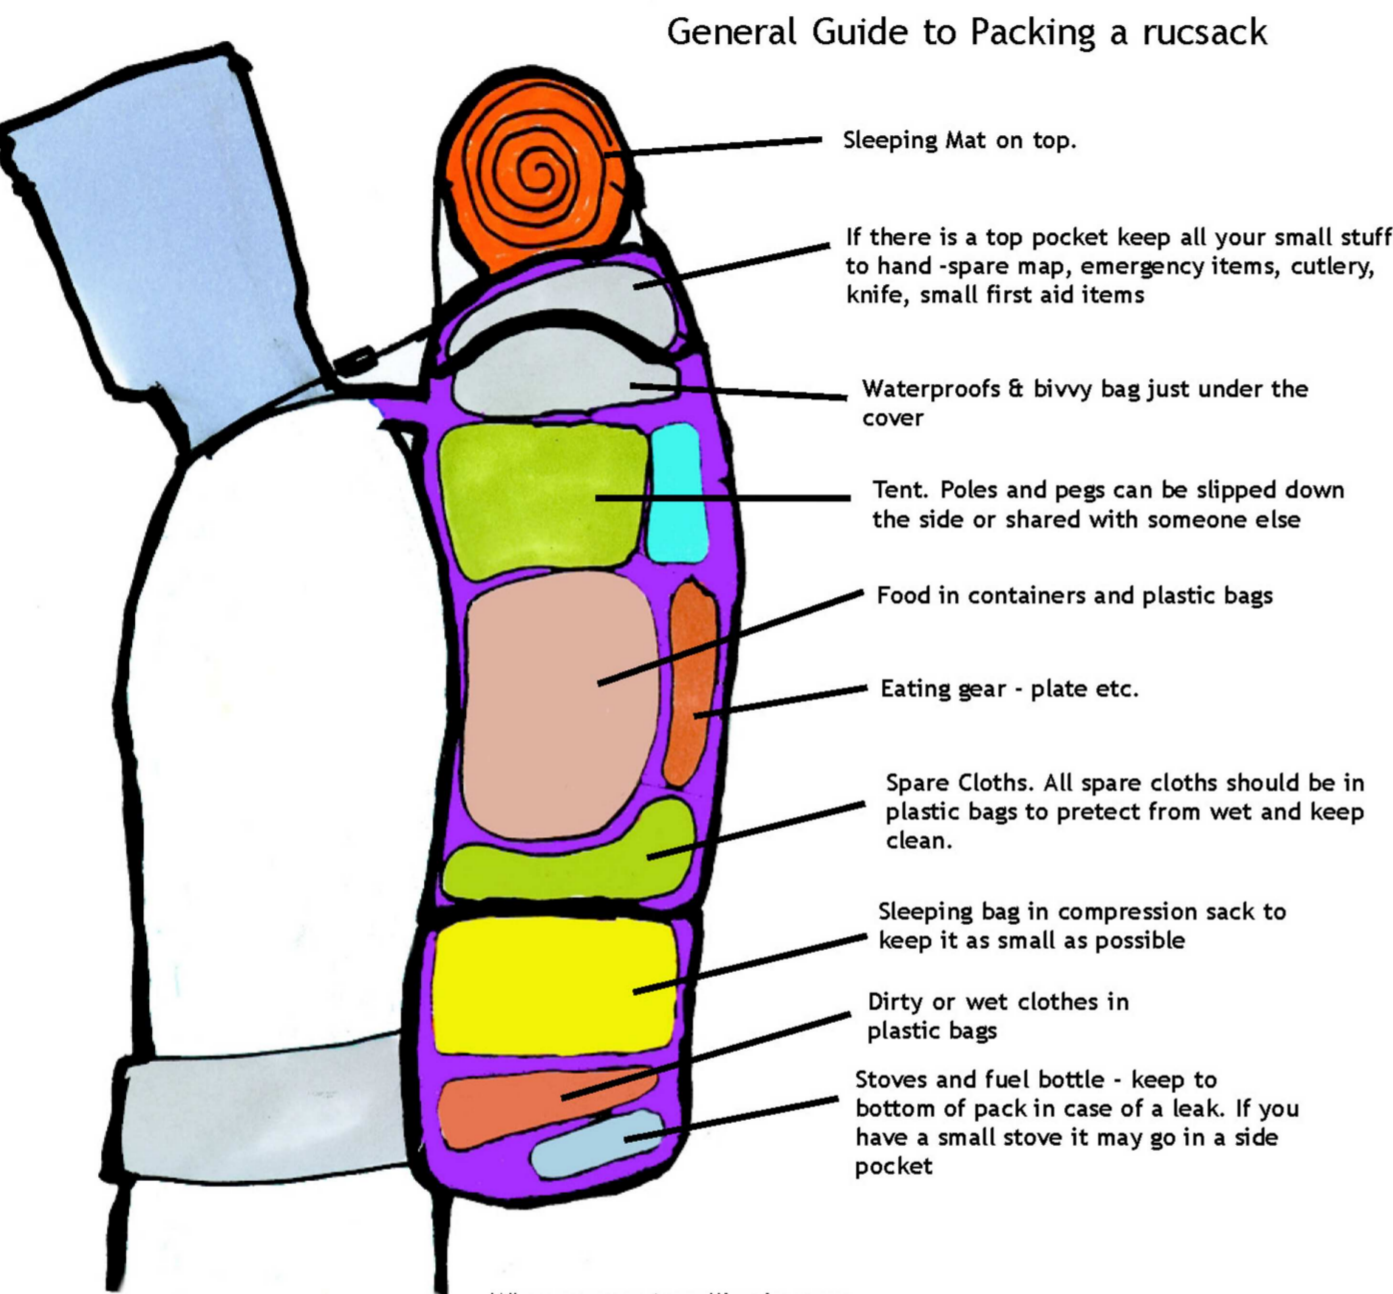 General Guide to Packing a rucsack
Sleeping Mat on top.
If there is a top pocket keep all your small stuff
to hand -spare map, emergency items, cutlery,
knife, small first aid items
Waterproofs & bivvy bag just under the
cover
Tent. Poles and pegs can be slipped down
the side or shared with someone else
Food in containers and plastic bags
Eating gear - plate etc.
Spare Cloths. All spare cloths should be in
plastic bags to pretect from wet and keep
clean.
Sleeping bag in compression sack to
keep it as small as possible
Dirty or wet clothes in
plastic bags
Stoves and fuel bottle - keep to
bottom of pack in case of a leak. If you
have a small stove it may go in a side
pocket